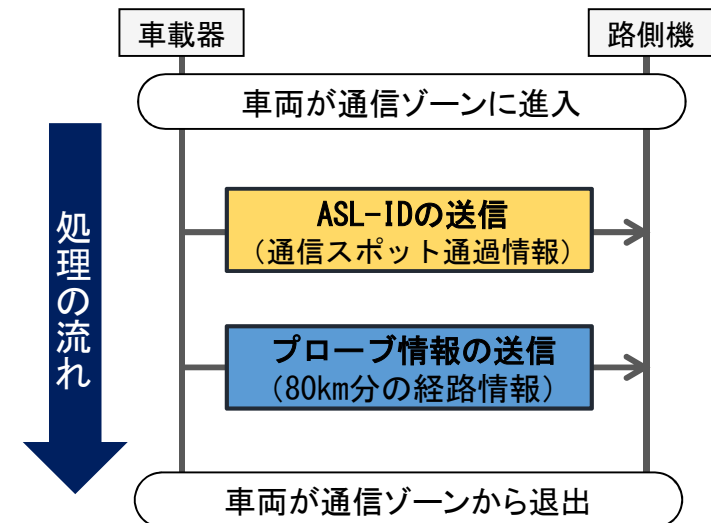 車載器
路側機
車両が通信ゾーンに進入
処理の流れ
ASL-IDの送信
(通信スポット通過情報)
プローブ情報の送信
(80km分の経路情報)
車両が通信ゾーンから退出